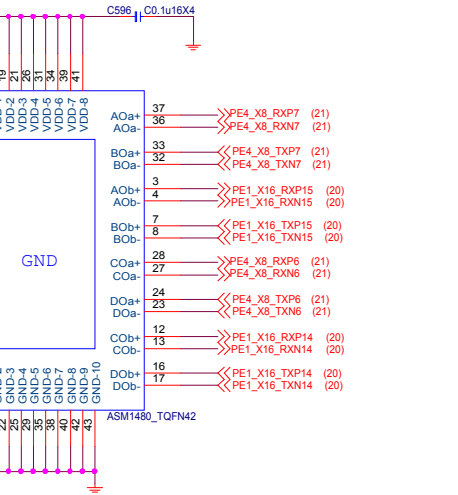 C596 C0.1u16X4
19 21 26 31 34 39 41
VDD-2 VDD-3 VDD-4 VDD-5 VDD-6 VDD-7 VDD-8
AOa+ 37 PE4_X8_RXP7 (21)
AOa- 36 PE4_X8_RXN7 (21)
BOa+ 33 PE4_X8_TXP7 (21)
BOa- 32 PE4_X8_TXN7 (21)
AOb+ 3 PE1_X16_RXP15 (20)
AOb- 4 PE1_X16_RXN15 (20)
BOb+ 7 PE1_X16_TXP15 (20)
BOb- 8 PE1_X16_TXN15 (20)
GND
COa+ 28 PE4_X8_RXP6 (21)
COa- 27 PE4_X8_RXN6 (21)
DOa+ 24 PE4_X8_TXP6 (21)
DOa- 23 PE4_X8_TXN6 (21)
COb+ 12 PE1_X16_RXP14 (20)
COb- 13 PE1_X16_RXN14 (20)
DOb+ 16 PE1_X16_TXP14 (20)
DOb- 17 PE1_X16_TXN14 (20)
GND-3 GND-4 GND-5 GND-6 GND-7 GND-8 GND-9 GND-10
ASM1480_TQFN42
22 25 29 35 38 40 42 43